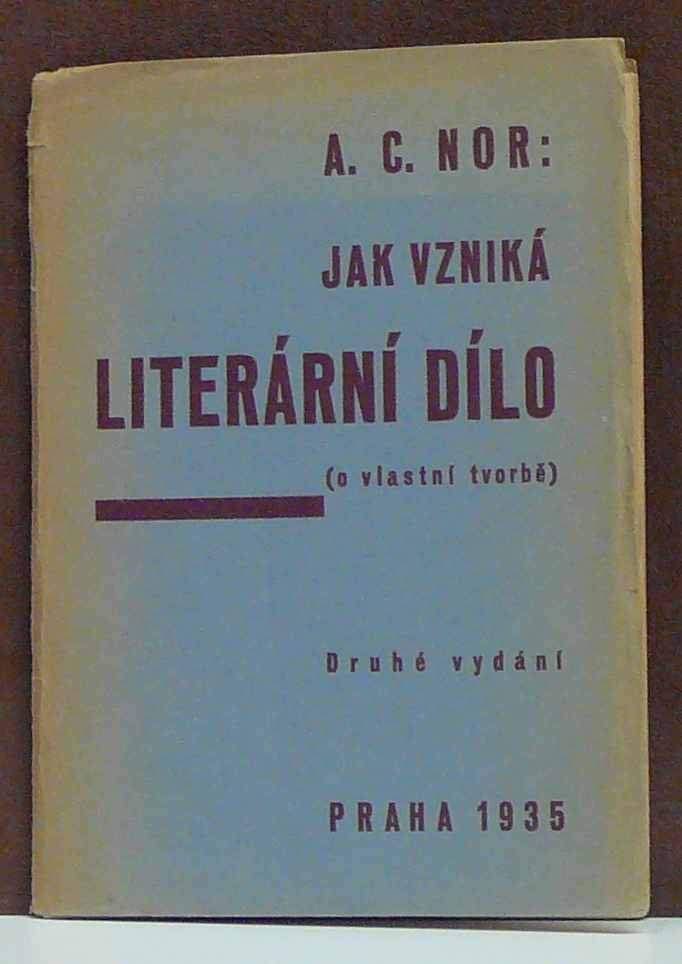 A. C. NOR:
JAK VZNIKÁ
LITERÁRNÍ DÍLO
(o vlastní tvorbě)
Druhé vydání
PRAHA 1935